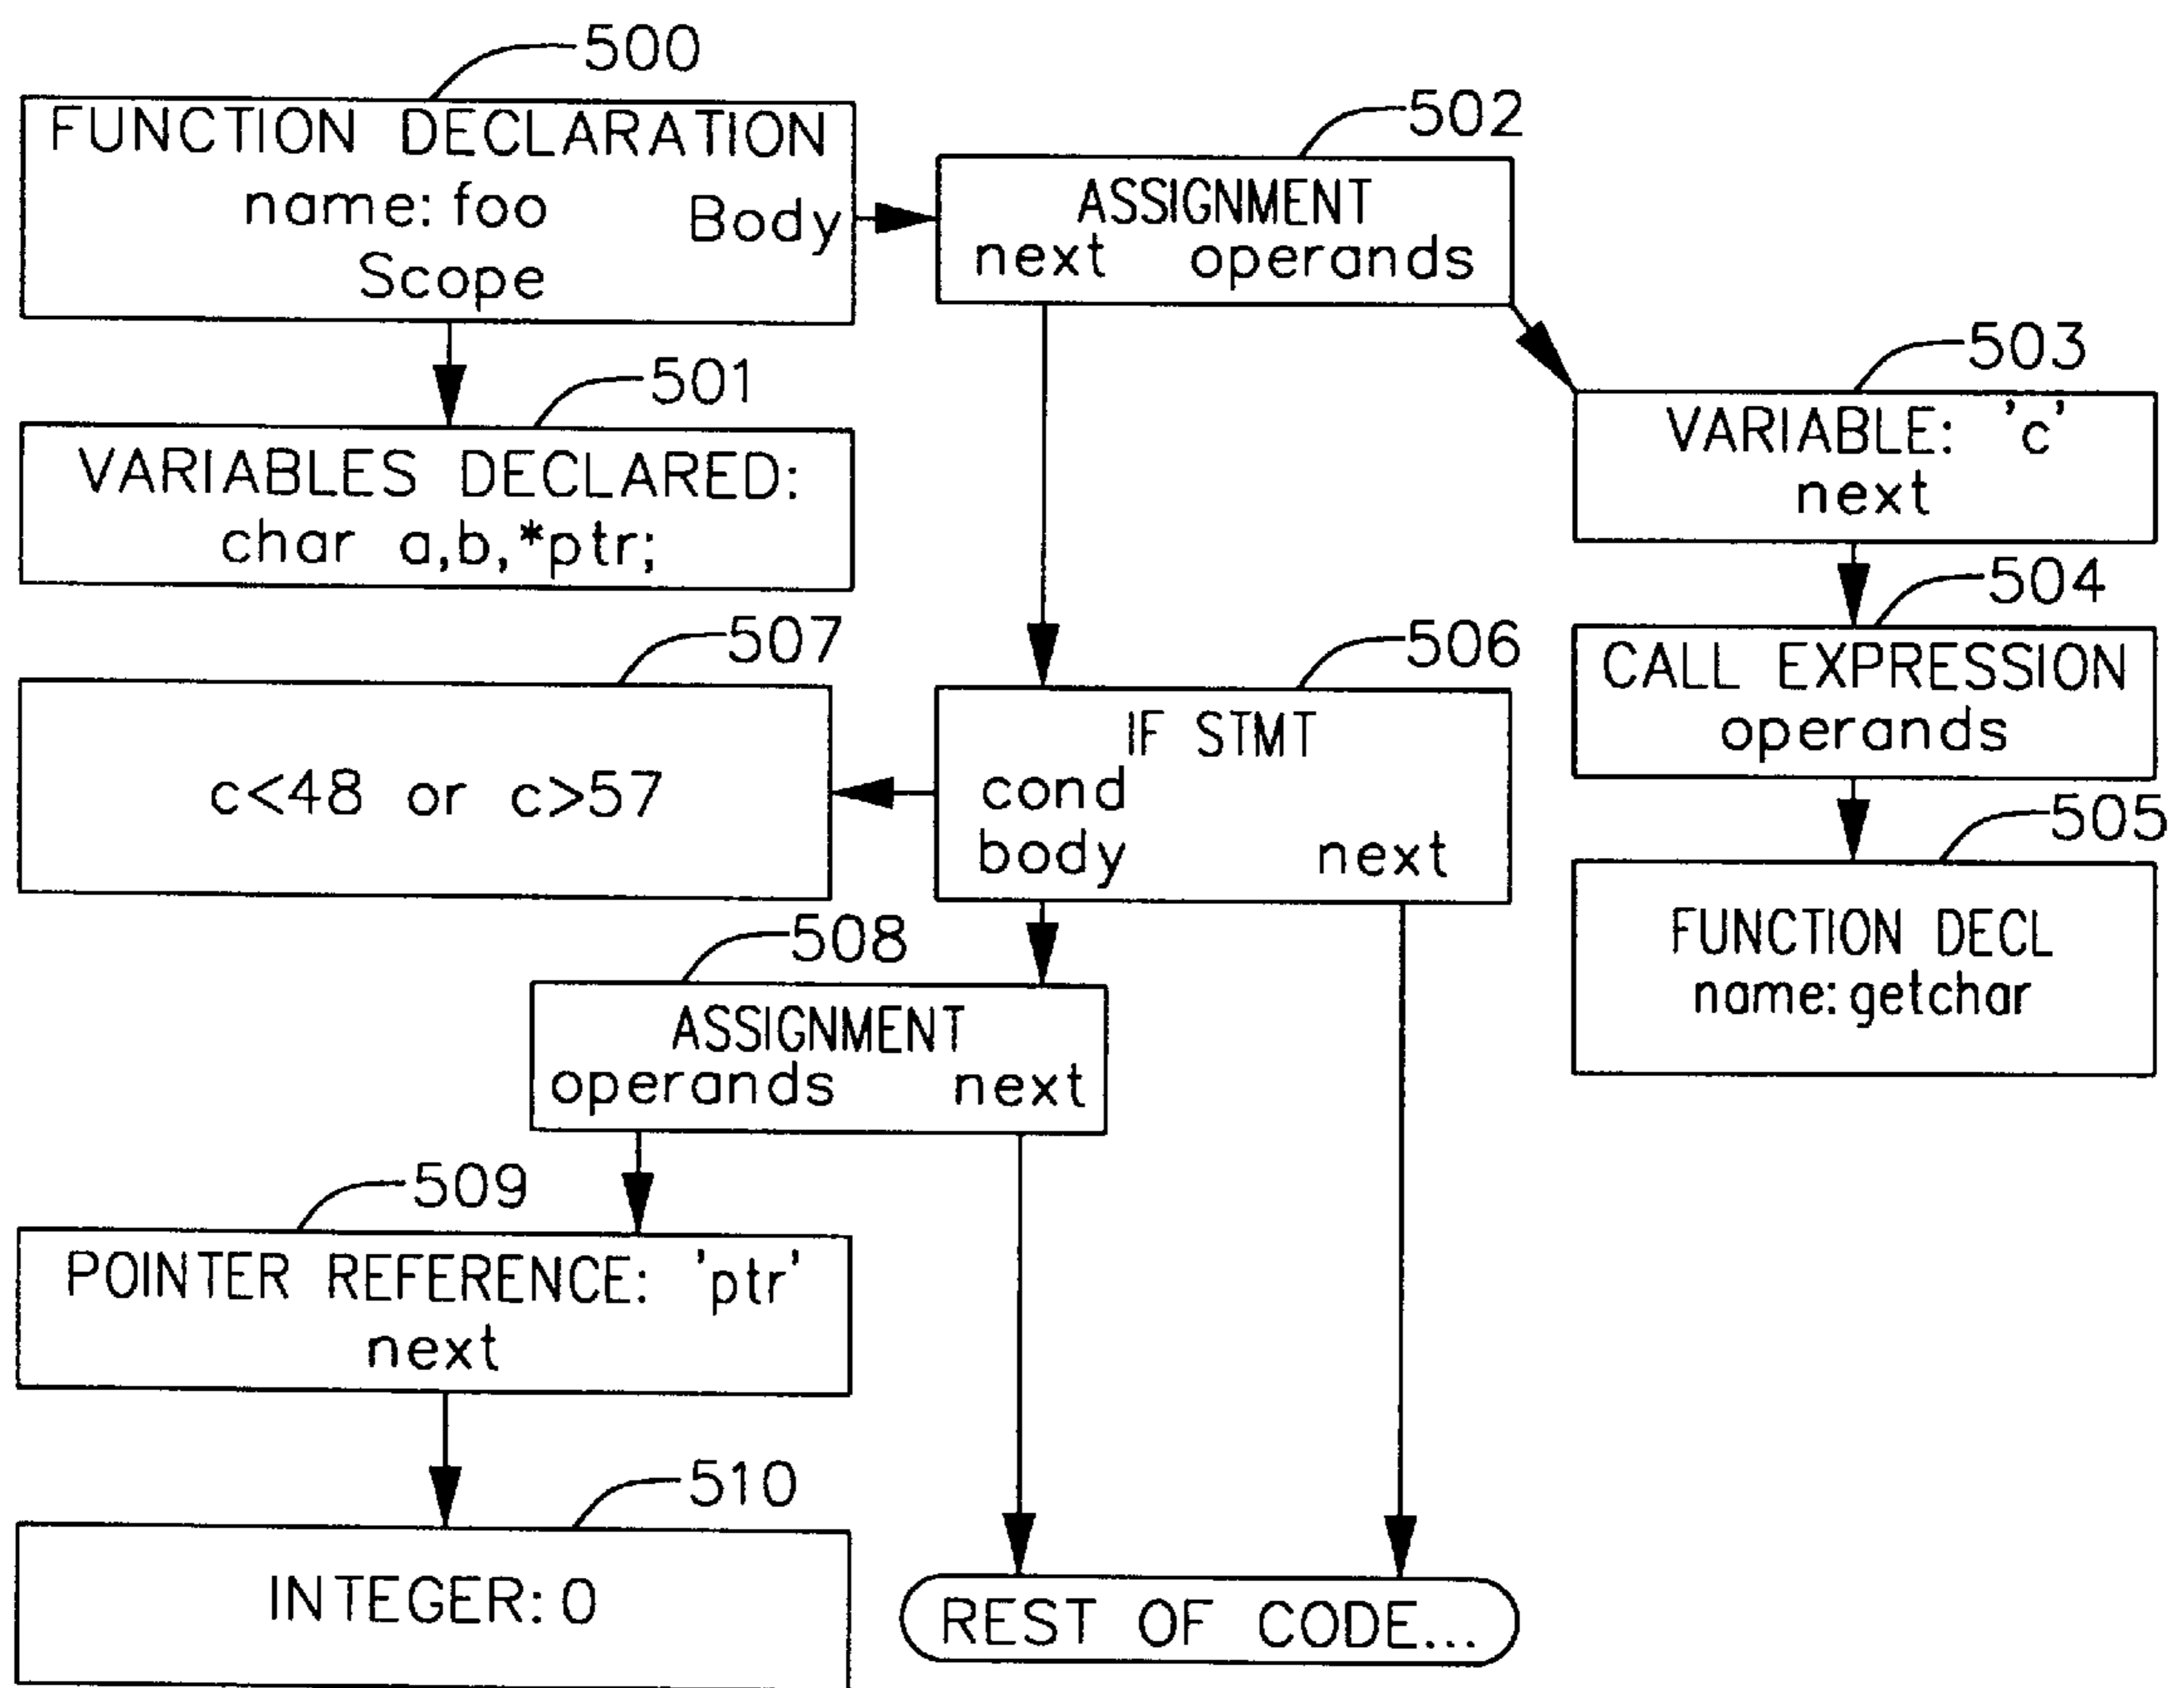 500
FUNCTION DECLARATION
name: foo
Body
Scope
502
ASSIGNMENT
next operands
501
VARIABLES DECLARED:
char a,b,*ptr;
503
VARIABLE: 'c'
next
504
CALL EXPRESSION
operands
505
FUNCTION DECL
name: getchar
507
c<48 or c>57
506
IF STMT
cond
body next
508
ASSIGNMENT
operands next
509
POINTER REFERENCE: 'ptr'
next
510
INTEGER: 0
REST OF CODE...